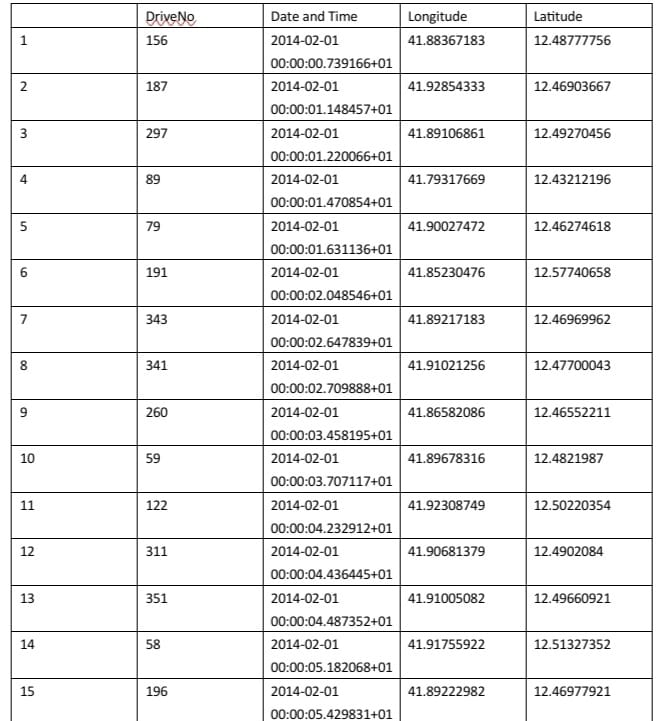 DriveNo Date and Time Longitude Latitude
1 156 2014-02-01 41.88367183 12.48777756
00:00:00.739166+01
2 187 2014-02-01 41.92854333 12.46903667
00:00:01.148457+01
3 297 2014-02-01 41.89106861 12.49270456
00:00:01.220066+01
4 89 2014-02-01 41.79317669 12.43212196
00:00:01.470854+01
5 79 2014-02-01 41.90027472 12.46274618
00:00:01.631136+01
6 191 2014-02-01 41.85230476 12.57740658
00:00:02.048546+01
7 343 2014-02-01 41.89217183 12.46969962
00:00:02.647839+01
8 341 2014-02-01 41.91021256 12.47700043
00:00:02.709888+01
9 260 2014-02-01 41.86582086 12.46552211
00:00:03.458195+01
10 59 2014-02-01 41.89678316 12.4821987
00:00:03.707117+01
11 122 2014-02-01 41.92308749 12.50220354
00:00:04.232912+01
12 311 2014-02-01 41.90681379 12.4902084
00:00:04.436445+01
13 351 2014-02-01 41.91005082 12.49660921
00:00:04.487352+01
14 58 2014-02-01 41.91755922 12.51327352
00:00:05.182068+01
15 196 2014-02-01 41.89222982 12.46977921
00:00:05.429831+01